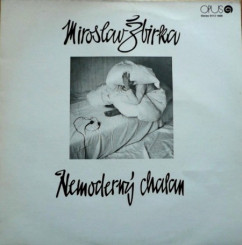 OPUS
Miroslav Žbirka
Nemoderný chalan